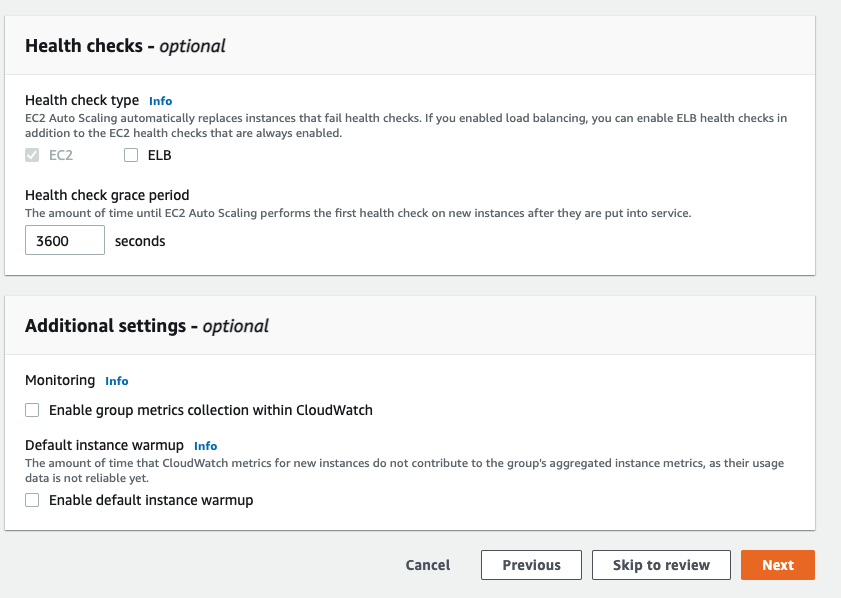 Health checks - optional
Health check type Info
EC2 Auto Scaling automatically replaces instances that fail health checks. If you enabled load balancing, you can enable ELB health checks in
addition to the EC2 health checks that are always enabled.
EC2 ELB
Health check grace period
The amount of time until EC2 Auto Scaling performs the first health check on new instances after they are put into service.
3600 seconds
Additional settings - optional
Monitoring Info
Enable group metrics collection within CloudWatch
Default instance warmup Info
The amount of time that CloudWatch metrics for new instances do not contribute to the group's aggregated instance metrics, as their usage
data is not reliable yet.
Enable default instance warmup
Cancel Previous Skip to review Next